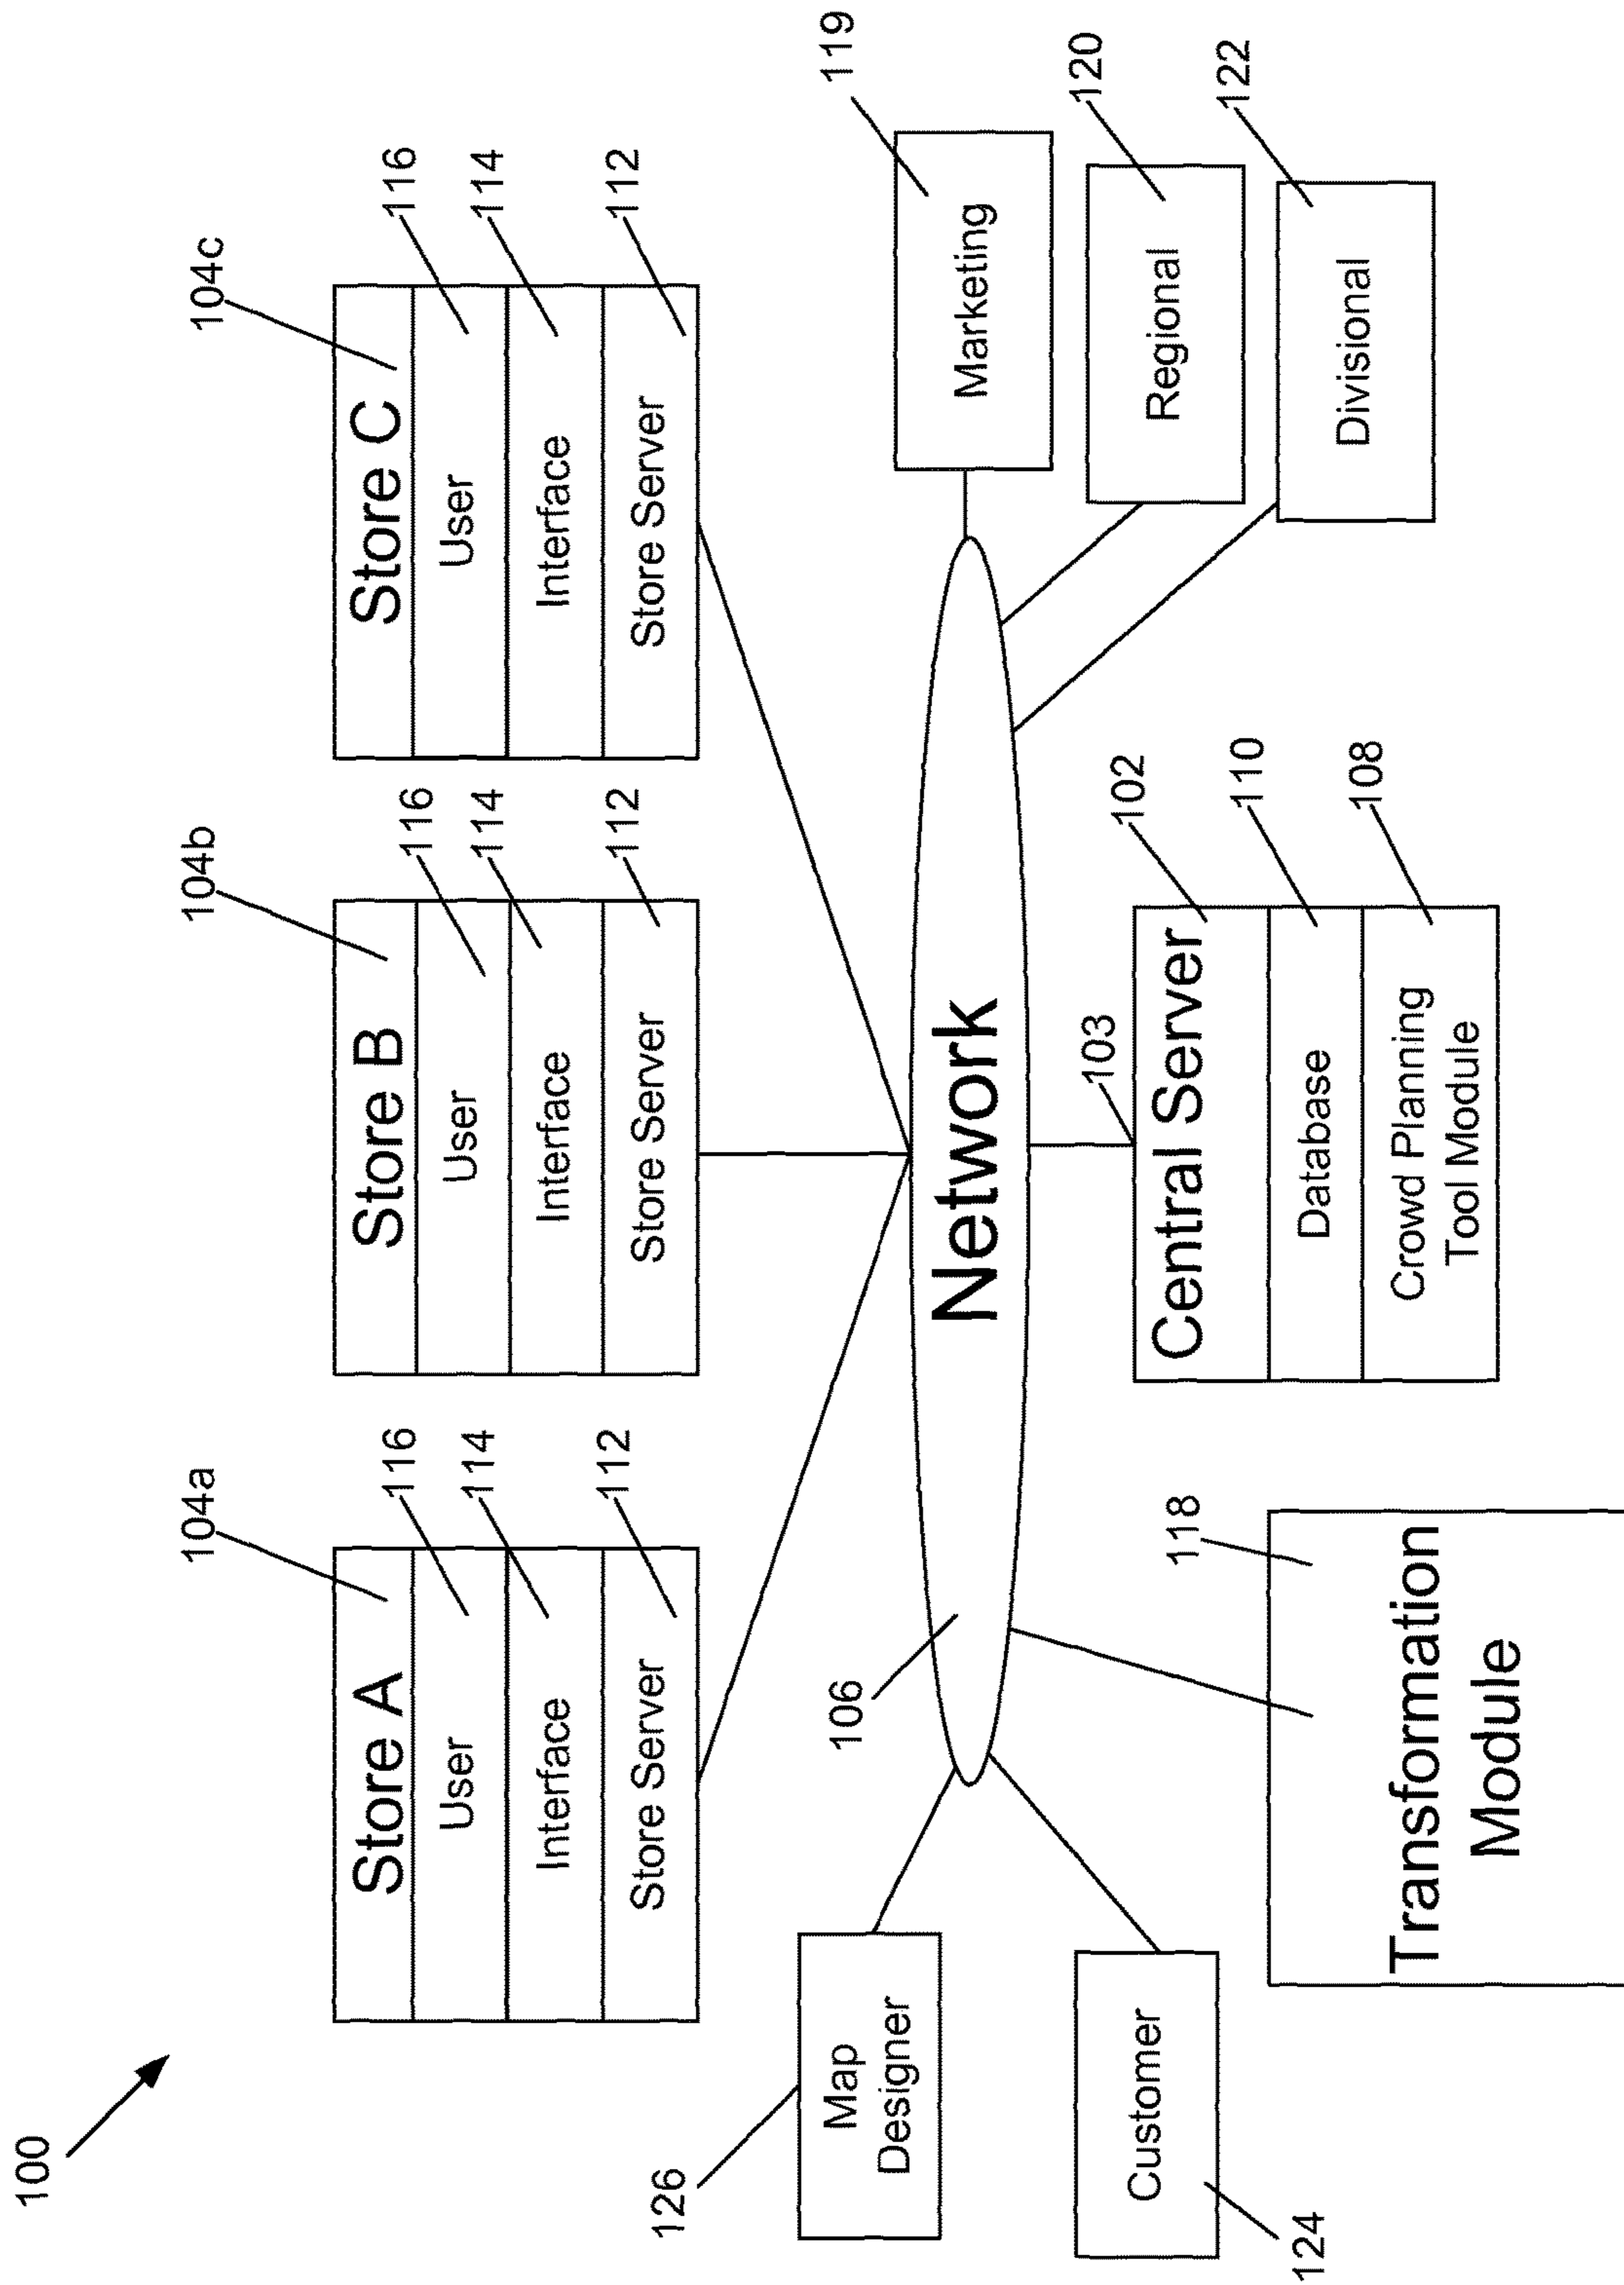 100
104a
104b
104c
Store A
116
Store B
116
Store C
116
User
114
User
114
User
114
Interface
112
Interface
112
Interface
112
Store Server
Store Server
Store Server
126
Map
Designer
106
Network
Marketing
119
Customer
124
118
103
102
Regional
120
Transformation
Module
Central Server
110
Database
108
Crowd Planning
Tool Module
Divisional
122